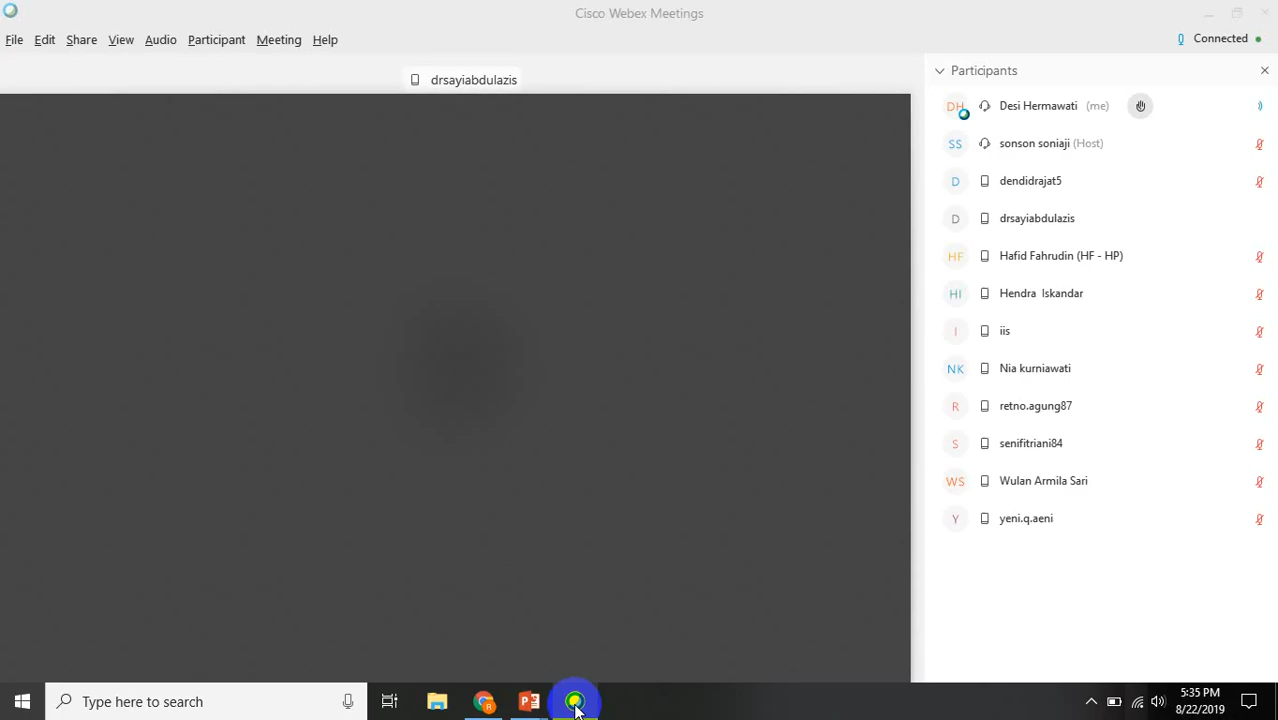 Cisco Webex Meetings
File Edit Share View Audio Participant Meeting Help
Connected
drsayiabdulazis
Participants
DH Desi Hermawati (me)
SS sonson soniaji (Host)
D dendidrajat5
D drsayiabdulazis
HF Hafid Fahrudin (HF - HP)
HI Hendra Iskandar
I iis
NK Nia kurniawati
R retno.agung87
S senifitriani84
WS Wulan Armila Sari
Y yeni.q.aeni
Type here to search
5:35 PM
8/22/2019